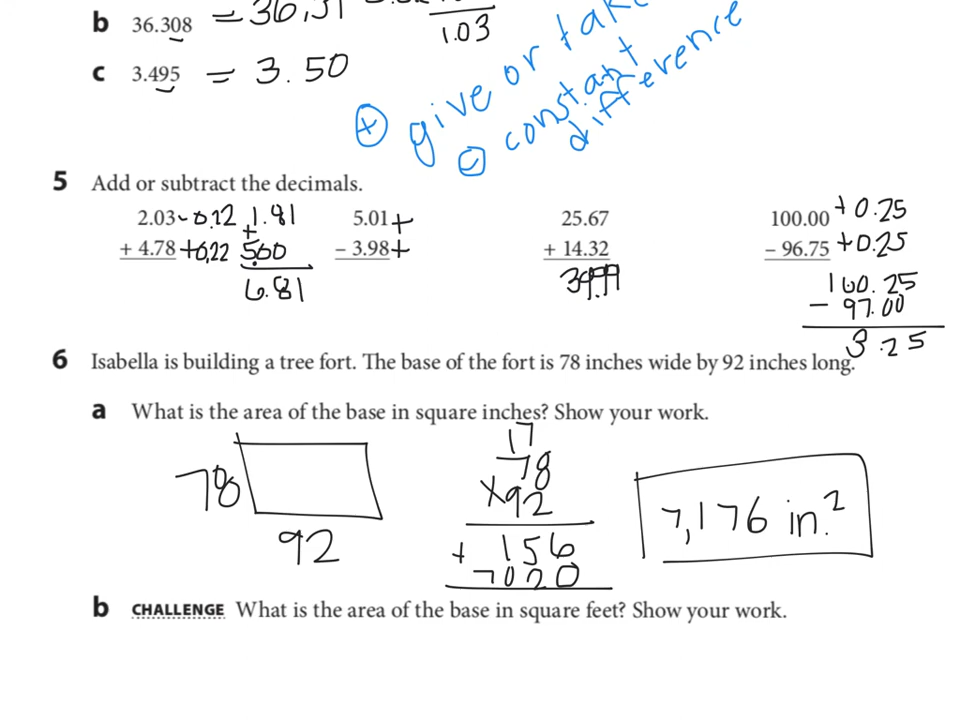 b 36.308 = 36.31
1.03
c 3.495 = 3.50
+ give or take
- constant difference
5 Add or subtract the decimals.
2.03 -0.22 1.81 5.01+ 25.67 100.00 +0.25
+ 4.78 +0.22 + 5.00 – 3.98+ + 14.32 – 96.75 +0.25
6.81 39.99 100.25
– 97.00
3.25
6 Isabella is building a tree fort. The base of the fort is 78 inches wide by 92 inches long.
a What is the area of the base in square inches? Show your work.
17
78 78
x92 7,176 in.²
92 + 156
7020
b CHALLENGE What is the area of the base in square feet? Show your work.